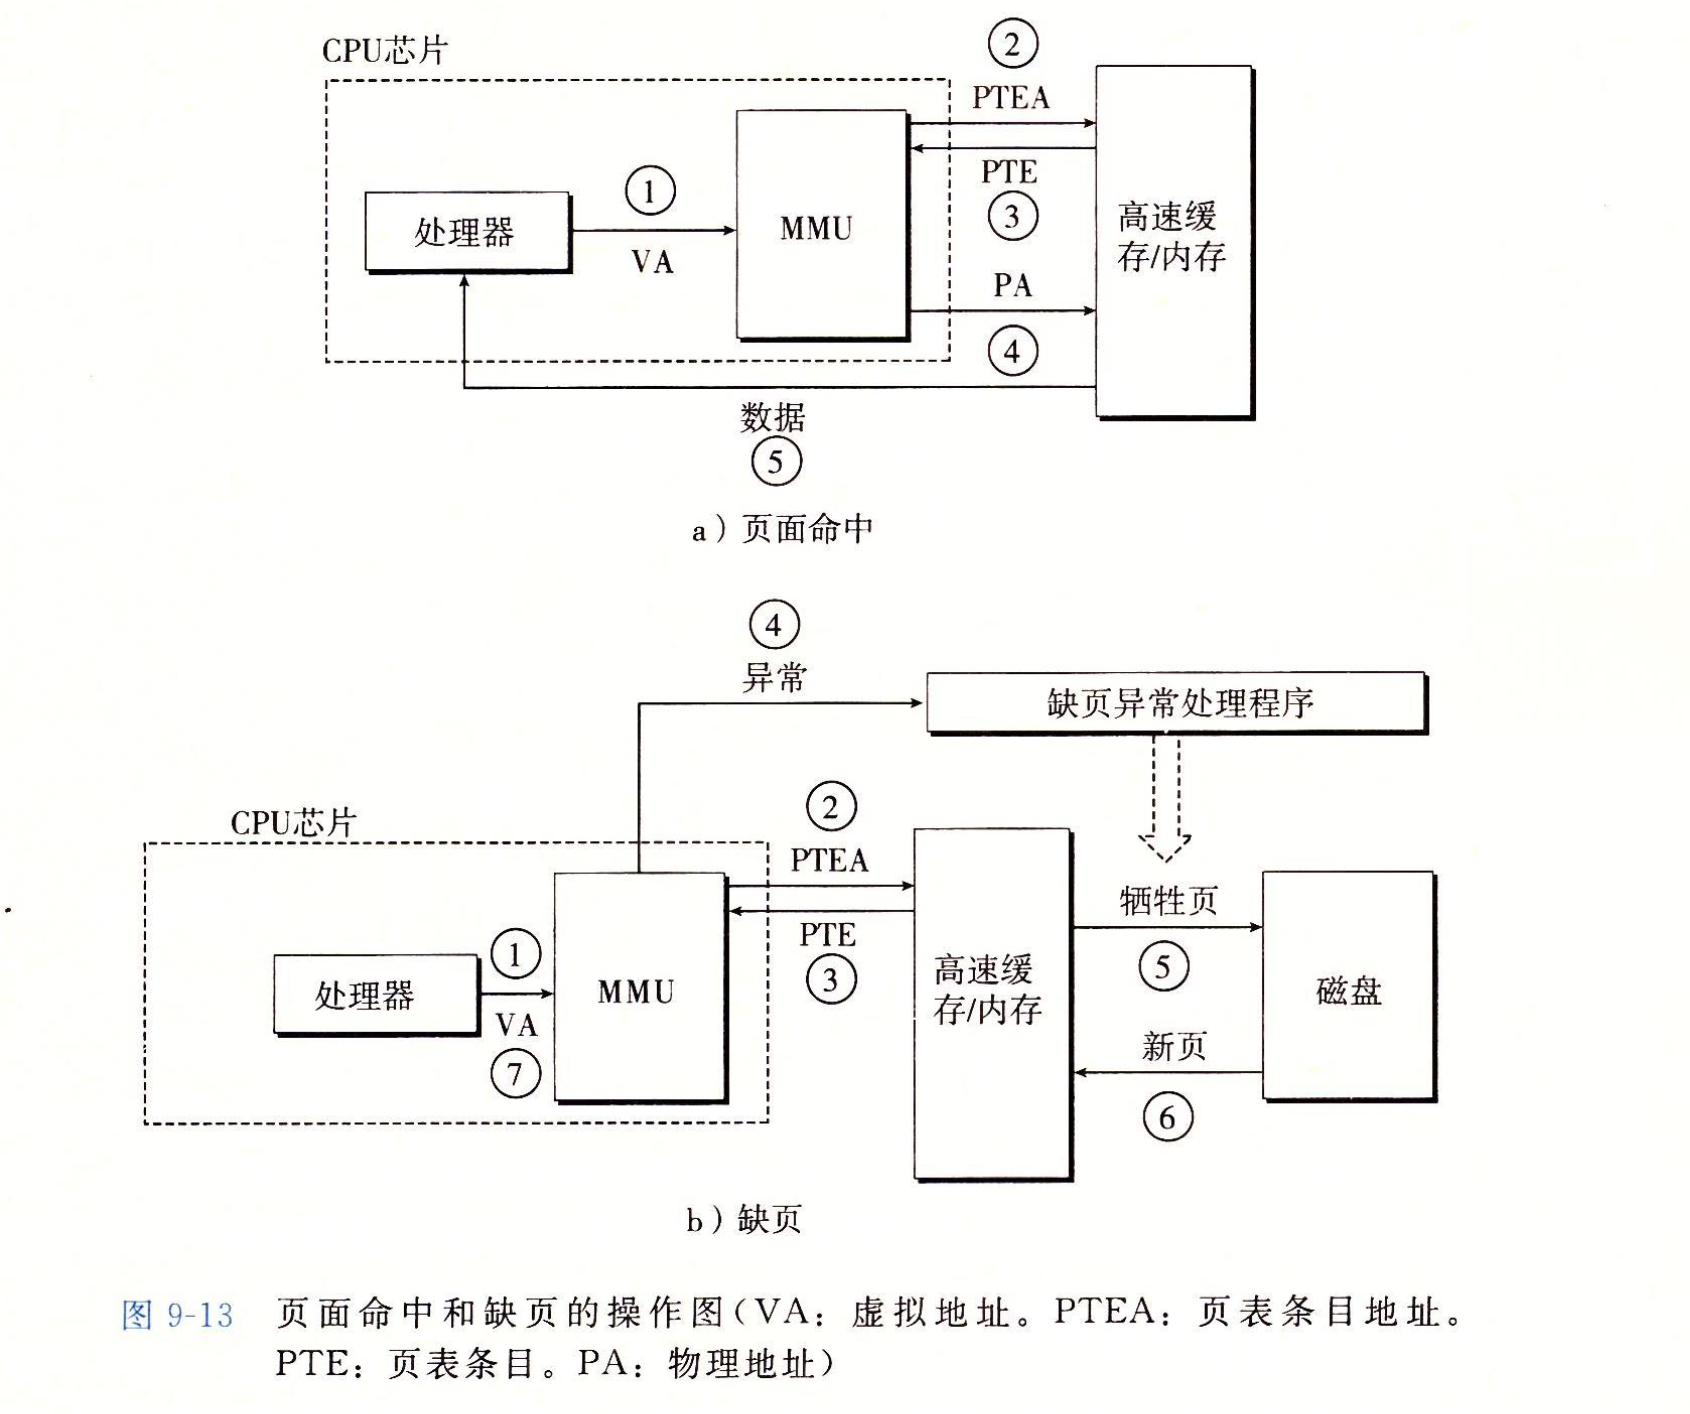 CPU芯片
②
PTEA
①
处理器
VA
MMU
PTE
③
高速缓
存/内存
PA
④
数据
⑤
a）页面命中
④
异常
缺页异常处理程序
CPU芯片
②
PTEA
①
处理器
VA
⑦
MMU
PTE
③
高速缓
存/内存
牺牲页
⑤
新页
⑥
磁盘
b）缺页
图 9-13 页面命中和缺页的操作图（VA：虚拟地址。PTEA：页表条目地址。
PTE：页表条目。PA：物理地址）